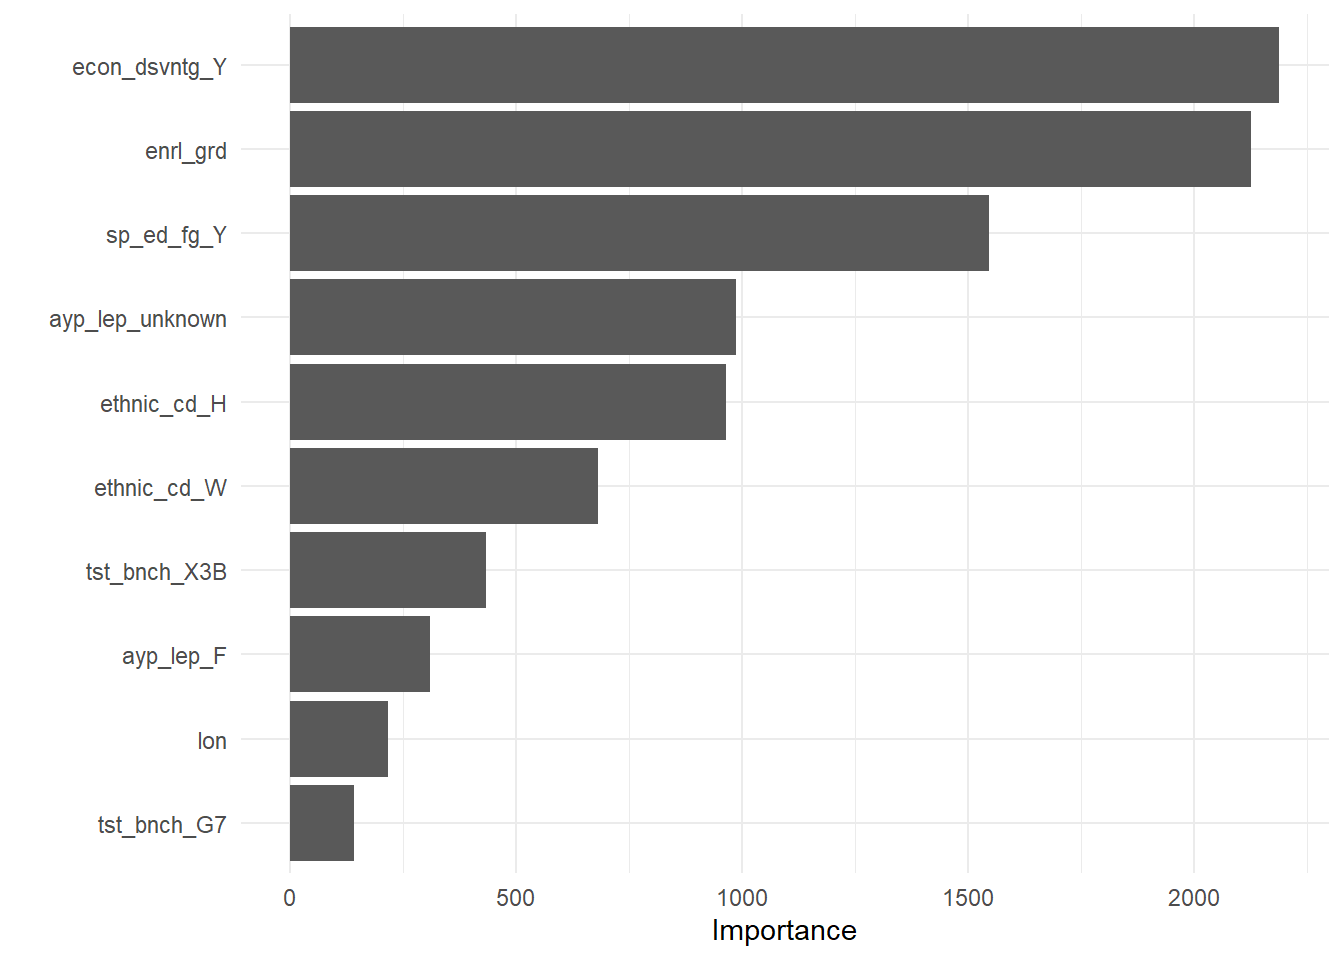 econ_dsvntg_Y
enrl_grd
sp_ed_fg_Y
ayp_lep_unknown
ethnic_cd_H
ethnic_cd_W
tst_bnch_X3B
ayp_lep_F
lon
tst_bnch_G7
0 500 1000 1500 2000
Importance